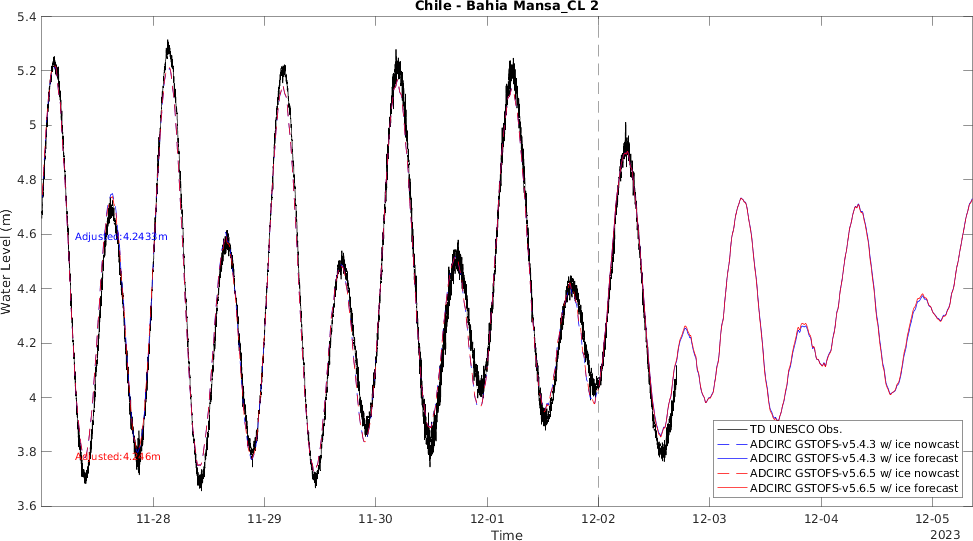 Chile - Bahia Mansa_CL 2
5.4
5.2
5
4.8
4.6
4.4
4.2
4
3.8
3.6
Water Level (m)
Adjusted:4.2433m
Adjusted:4.246m
TD UNESCO Obs.
ADCIRC GSTOFS-v5.4.3 w/ ice nowcast
ADCIRC GSTOFS-v5.4.3 w/ ice forecast
ADCIRC GSTOFS-v5.6.5 w/ ice nowcast
ADCIRC GSTOFS-v5.6.5 w/ ice forecast
11-28 11-29 11-30 12-01 12-02 12-03 12-04 12-05
Time 2023